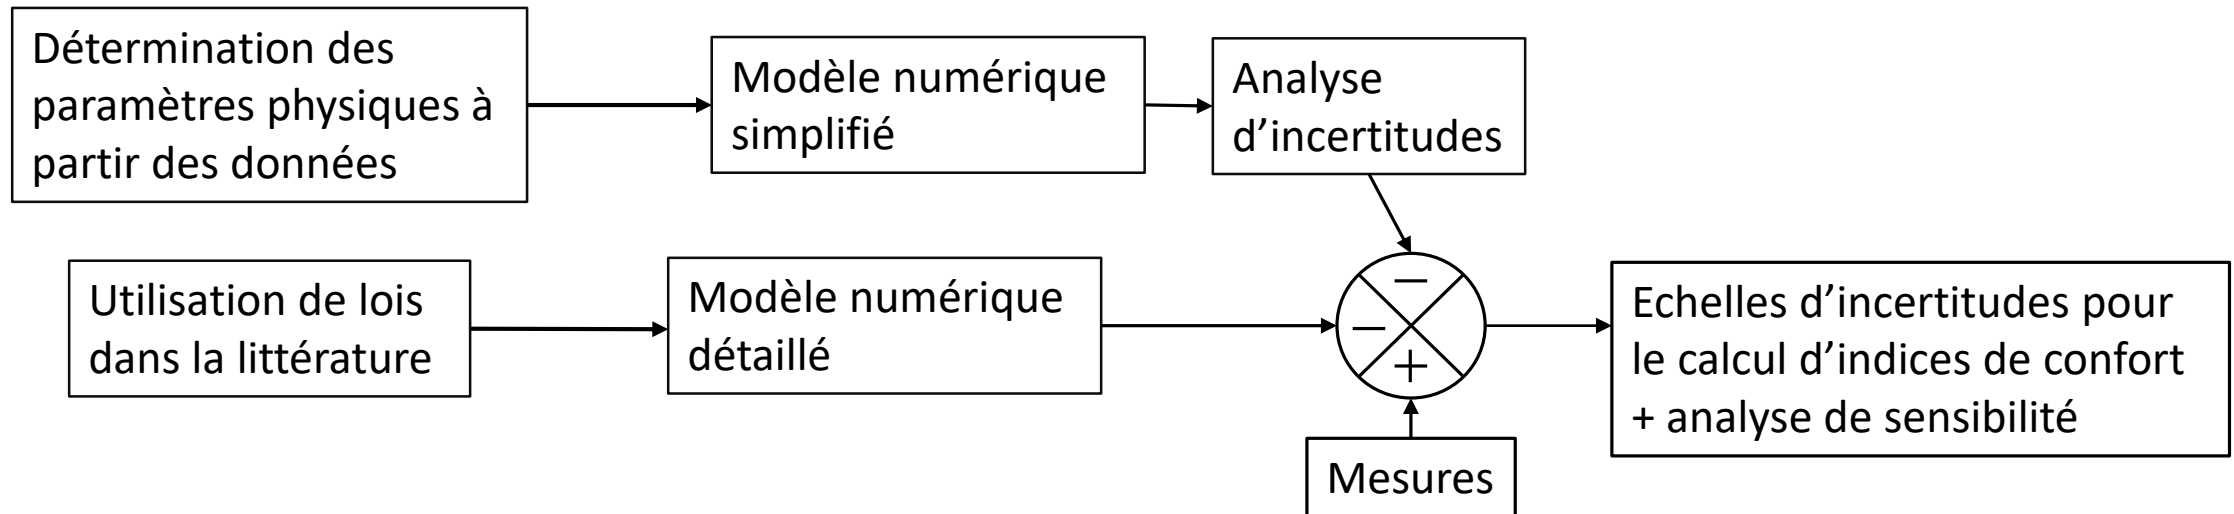 Détermination des
paramètres physiques à
partir des données
Modèle numérique
simplifié
Analyse
d’incertitudes
Utilisation de lois
dans la littérature
Modèle numérique
détaillé
−
−
+
Echelles d’incertitudes pour
le calcul d’indices de confort
+ analyse de sensibilité
Mesures